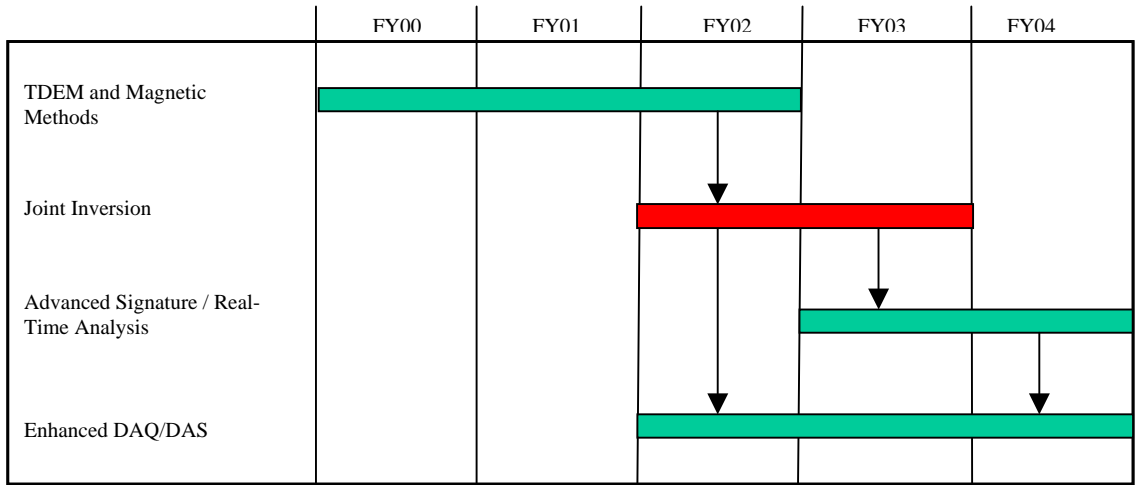 FY00 FY01 FY02 FY03 FY04
TDEM and Magnetic
Methods
Joint Inversion
Advanced Signature / Real-
Time Analysis
Enhanced DAQ/DAS